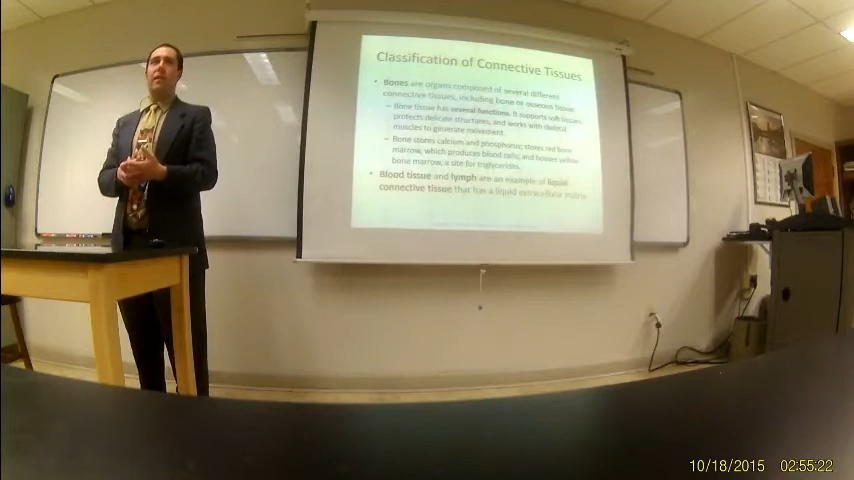 Classification of Connective Tissues
• Bones are organs composed of several different
connective tissues, including bone or osseous tissue.
– Bone tissue has several functions. It supports soft tissues,
protects delicate structures, and works with skeletal
muscles to generate movement.
– Bone stores calcium and phosphorus; stores red bone
marrow, which produces blood cells; and houses yellow
bone marrow, a site for triglycerides.
• Blood tissue and lymph are an example of liquid
connective tissue that has a liquid extracellular matrix
10/18/2015 02:55:22